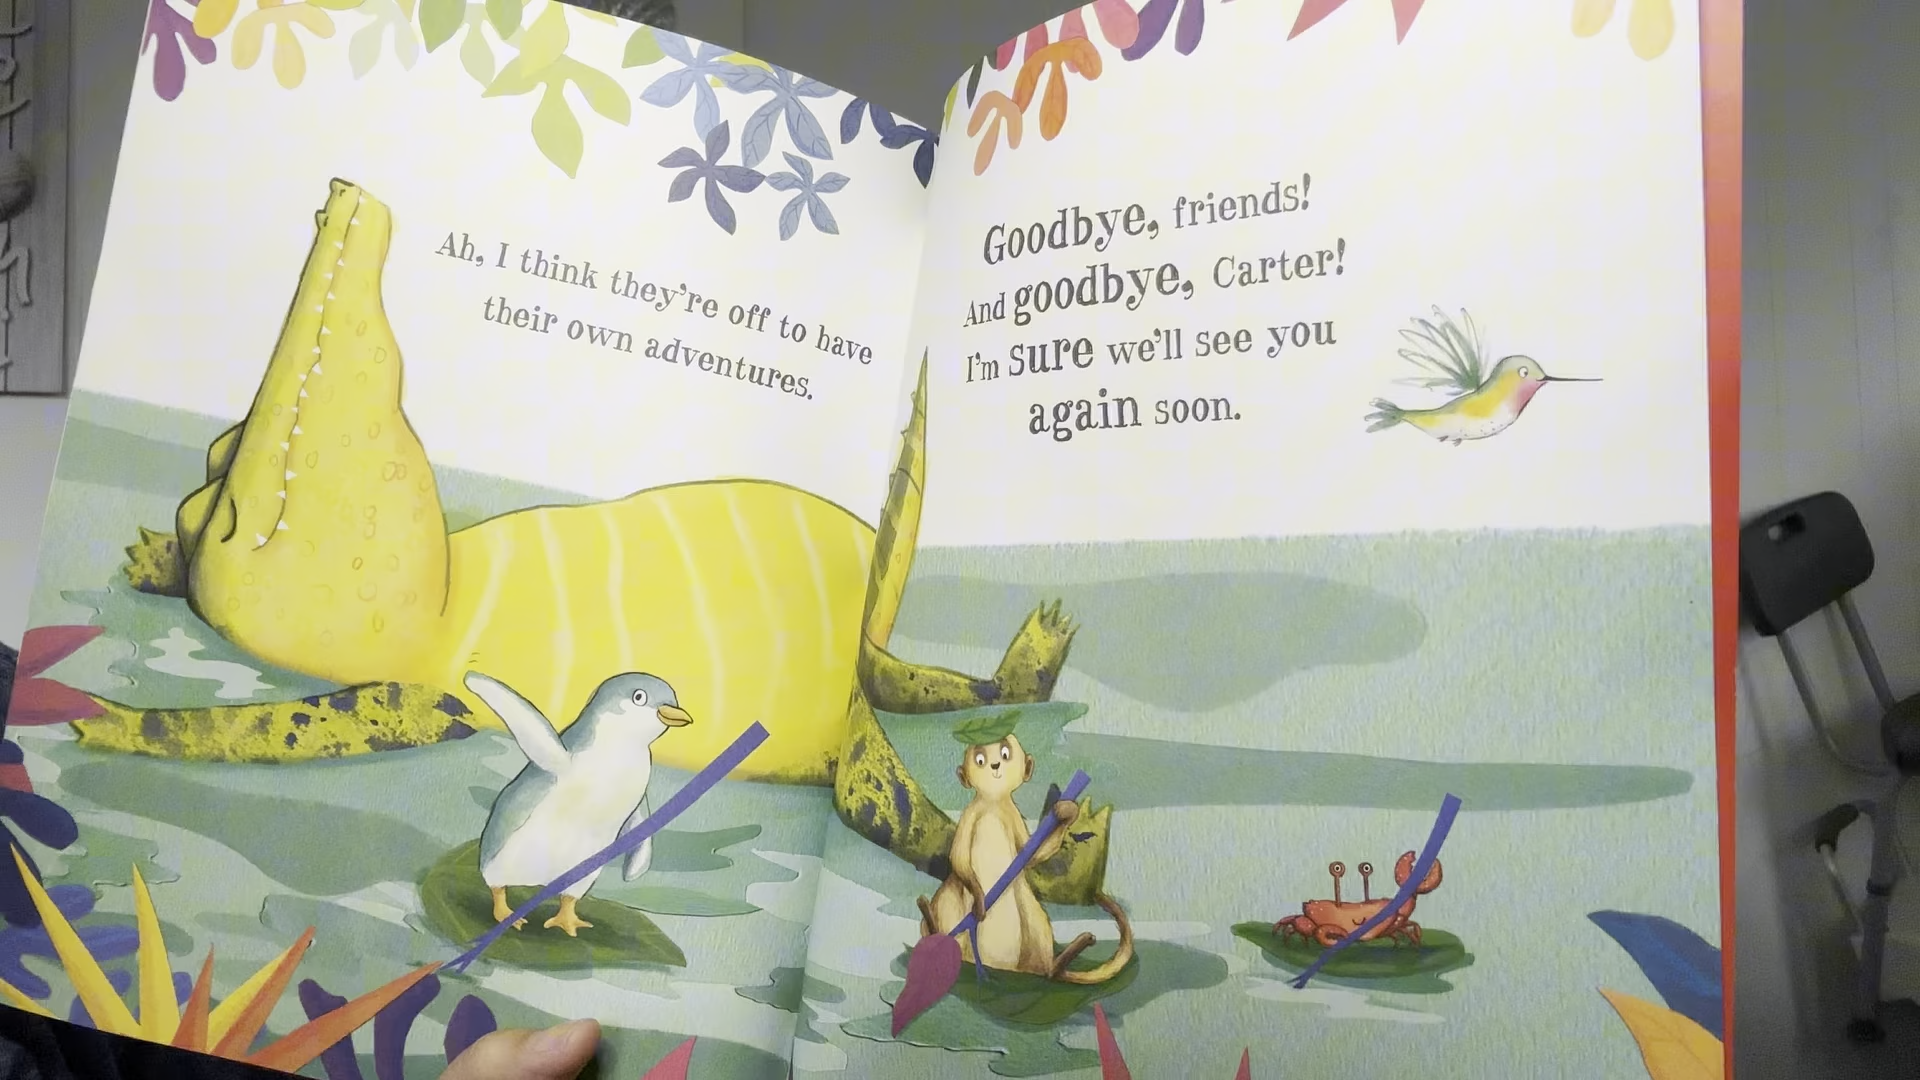 Ah, I think they're off to have
their own adventures.
Goodbye, friends!
And goodbye, Carter!
I'm sure we'll see you
again soon.